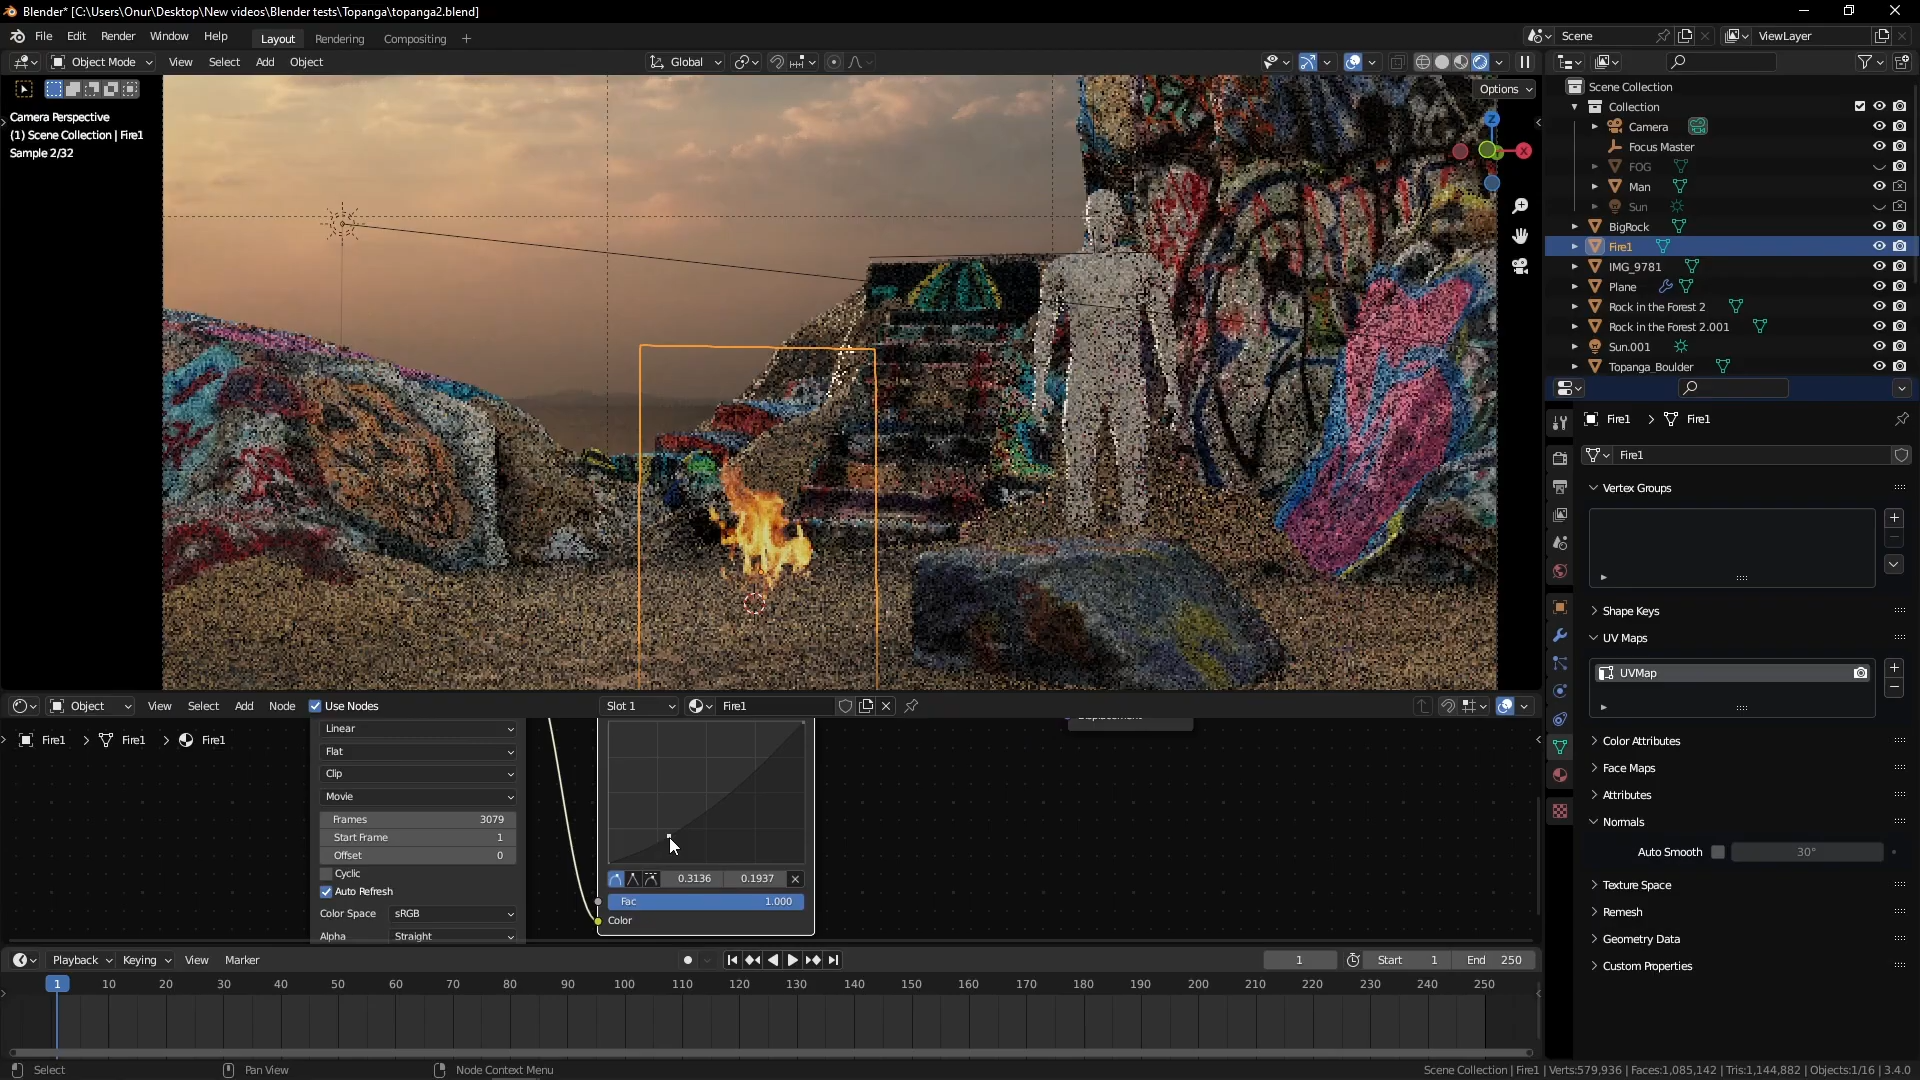 Blender* [C:\Users\Onur\Desktop\New videos\Blender tests\Topanga\topanga2.blend]
File Edit Render Window Help Layout Rendering Compositing + Scene ViewLayer
Object Mode View Select Add Object Global
Options
Camera Perspective
(1) Scene Collection | Fire1
Sample 2/32
Z
X
Scene Collection
Collection
Camera
Focus Master
FOG
Man
Sun
BigRock
Fire1
IMG_9781
Plane
Rock in the Forest 2
Rock in the Forest 2.001
Sun.001
Topanga_Boulder
Fire1 > Fire1
Fire1
Vertex Groups
Shape Keys
UV Maps
UVMap
Color Attributes
Face Maps
Attributes
Normals
Auto Smooth 30°
Texture Space
Remesh
Geometry Data
Custom Properties
Object View Select Add Node Use Nodes Slot 1 Fire1
Fire1 > Fire1 > Fire1
Linear
Flat
Clip
Movie
Frames 3079
Start Frame 1
Offset 0
Cyclic
Auto Refresh
Color Space sRGB
Alpha Straight
0.3136 0.1937
Fac 1.000
Color
Displacement
Playback Keying View Marker 1 Start 1 End 250
1 10 20 30 40 50 60 70 80 90 100 110 120 130 140 150 160 170 180 190 200 210 220 230 240 250
Select Pan View Node Context Menu Scene Collection | Fire1 | Verts:579,936 | Faces:1,085,142 | Tris:1,144,882 | Objects:1/16 | 3.4.0